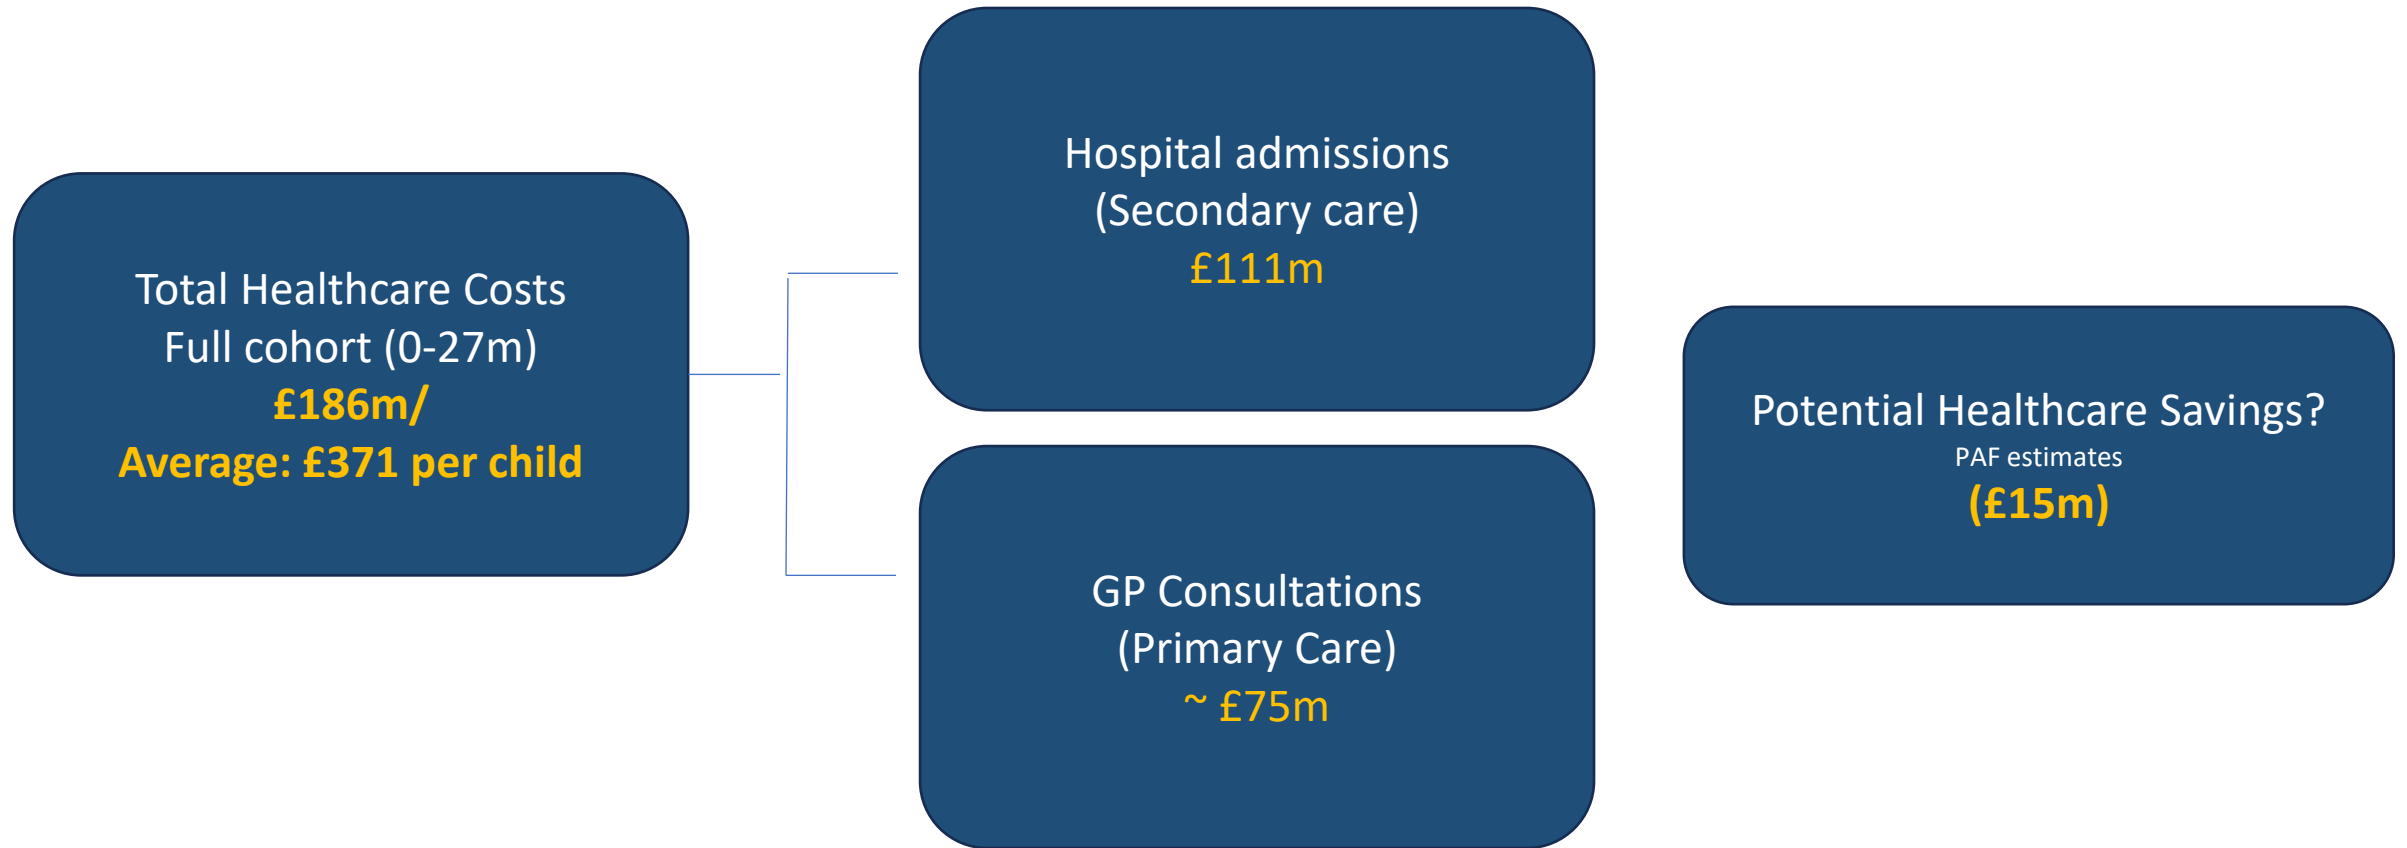 Total Healthcare Costs
Full cohort (0-27m)
£186m/
Average: £371 per child
Hospital admissions
(Secondary care)
£111m
GP Consultations
(Primary Care)
~ £75m
Potential Healthcare Savings?
PAF estimates
(£15m)